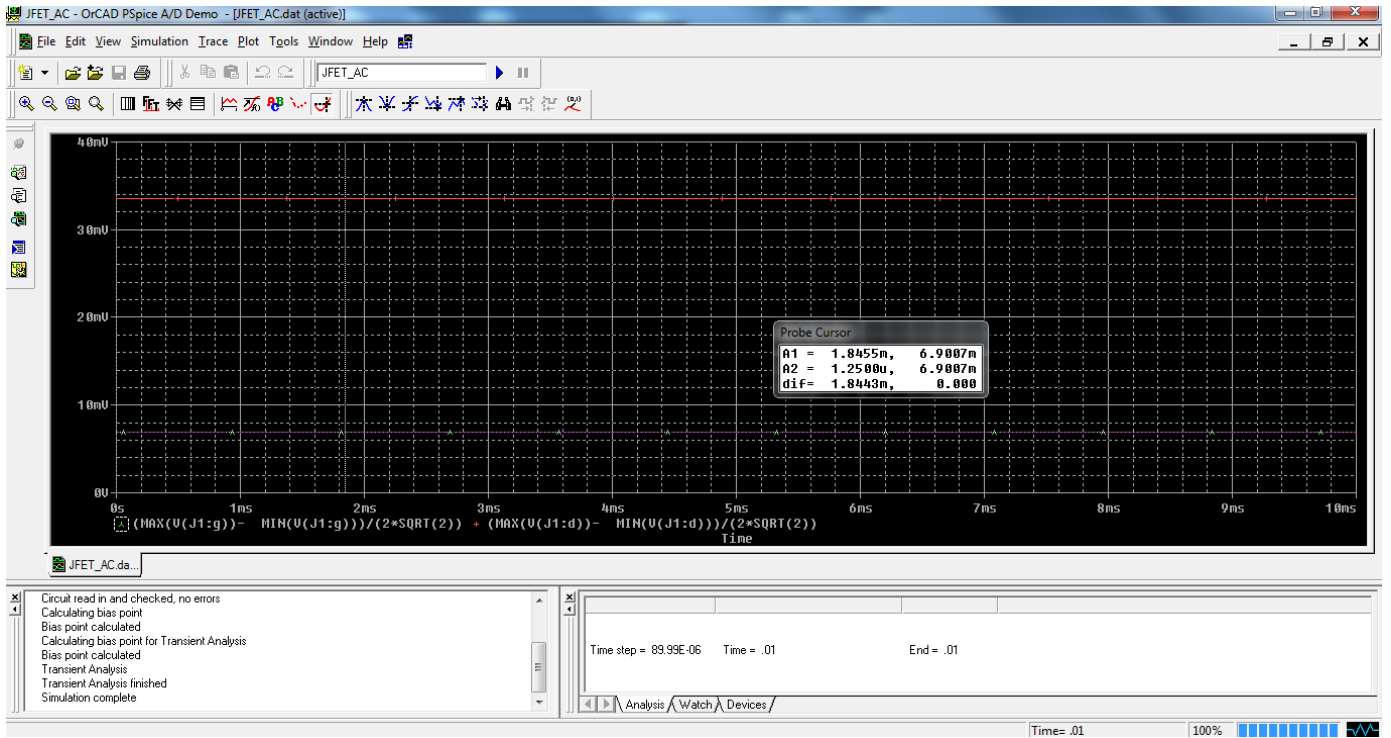 JFET_AC - OrCAD PSpice A/D Demo - [JFET_AC.dat (active)]
File Edit View Simulation Trace Plot Tools Window Help
JFET_AC
40mV
30mV
20mV
10mV
0V
Probe Cursor
A1 = 1.8455m, 6.9007m
A2 = 1.2500u, 6.9007m
dif= 1.8443m, 0.000
0s 1ms 2ms 3ms 4ms 5ms 6ms 7ms 8ms 9ms 10ms
(MAX(V(J1:g))- MIN(V(J1:g)))/(2*SQRT(2)) + (MAX(V(J1:d))- MIN(V(J1:d)))/(2*SQRT(2))
Time
JFET_AC.da...
Circuit read in and checked, no errors
Calculating bias point
Bias point calculated
Calculating bias point for Transient Analysis
Bias point calculated
Transient Analysis
Transient Analysis finished
Simulation complete
Time step = 89.99E-06 Time = .01 End = .01
Analysis Watch Devices
Time= .01 100%